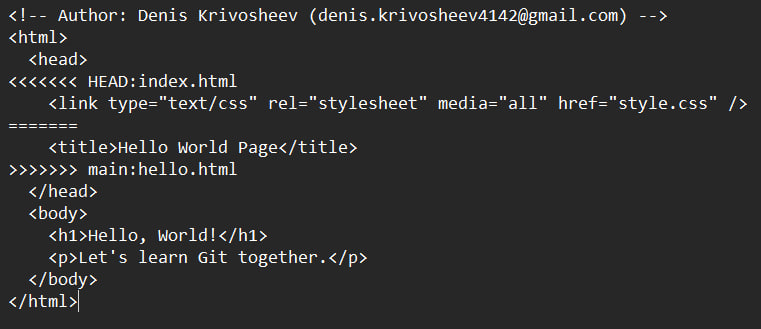 <!-- Author: Denis Krivosheev (denis.krivosheev4142@gmail.com) -->
<html>
  <head>
<<<<<<< HEAD:index.html
    <link type="text/css" rel="stylesheet" media="all" href="style.css" />
=======
    <title>Hello World Page</title>
>>>>>>> main:hello.html
  </head>
  <body>
    <h1>Hello, World!</h1>
    <p>Let's learn Git together.</p>
  </body>
</html>